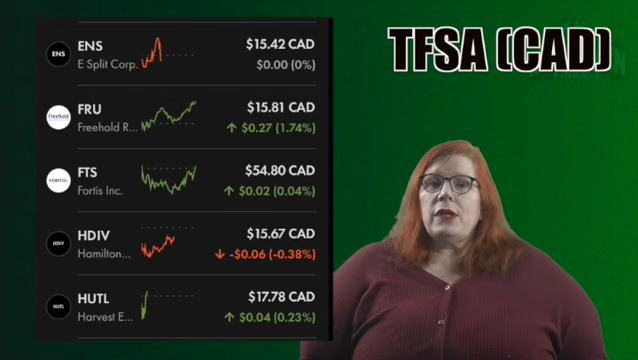 TFSA (CAD)
ENS
ENS
$15.42 CAD
E Split Corp.
$0.00 (0%)
Freehold
FRU
$15.81 CAD
Freehold R...
↑ $0.27 (1.74%)
FORTIS
FTS
$54.80 CAD
Fortis Inc.
↑ $0.02 (0.04%)
HDIV
HDIV
$15.67 CAD
Hamilton...
↓ -$0.06 (-0.38%)
HUTL
HUTL
$17.78 CAD
Harvest E...
↑ $0.04 (0.23%)